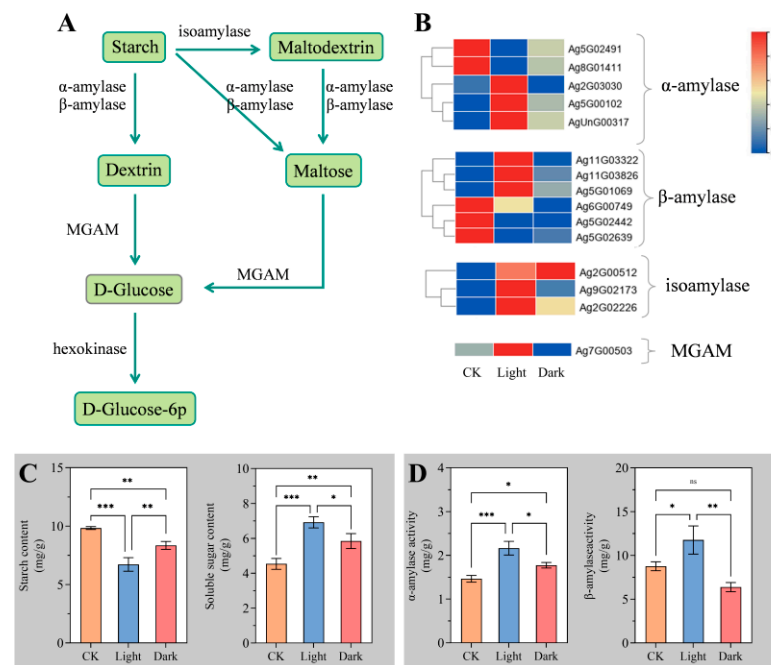 A
Starch
isoamylase
Maltodextrin
α-amylase
β-amylase
α-amylase
β-amylase
α-amylase
β-amylase
Dextrin
Maltose
MGAM
MGAM
D-Glucose
hexokinase
D-Glucose-6p
B
Ag5G02491
Ag8G01411
Ag2G03030
Ag5G00102
AgUnG00317
α-amylase
Ag11G03322
Ag11G03826
Ag5G01069
Ag6G00749
Ag5G02442
Ag5G02639
β-amylase
Ag2G00512
Ag9G02173
Ag2G02226
isoamylase
Ag7G00503
MGAM
CK Light Dark
C
Starch content
(mg/g)
15
10
5
0
**
*** **
CK Light Dark
Soluble sugar content
(mg/g)
10
8
6
4
2
0
**
*** *
CK Light Dark
D
α-amylase activity
(mg/g)
4
3
2
1
0
*
*** *
CK Light Dark
β-amylaseactivity
(mg/g)
20
15
10
5
0
ns
* **
CK Light Dark